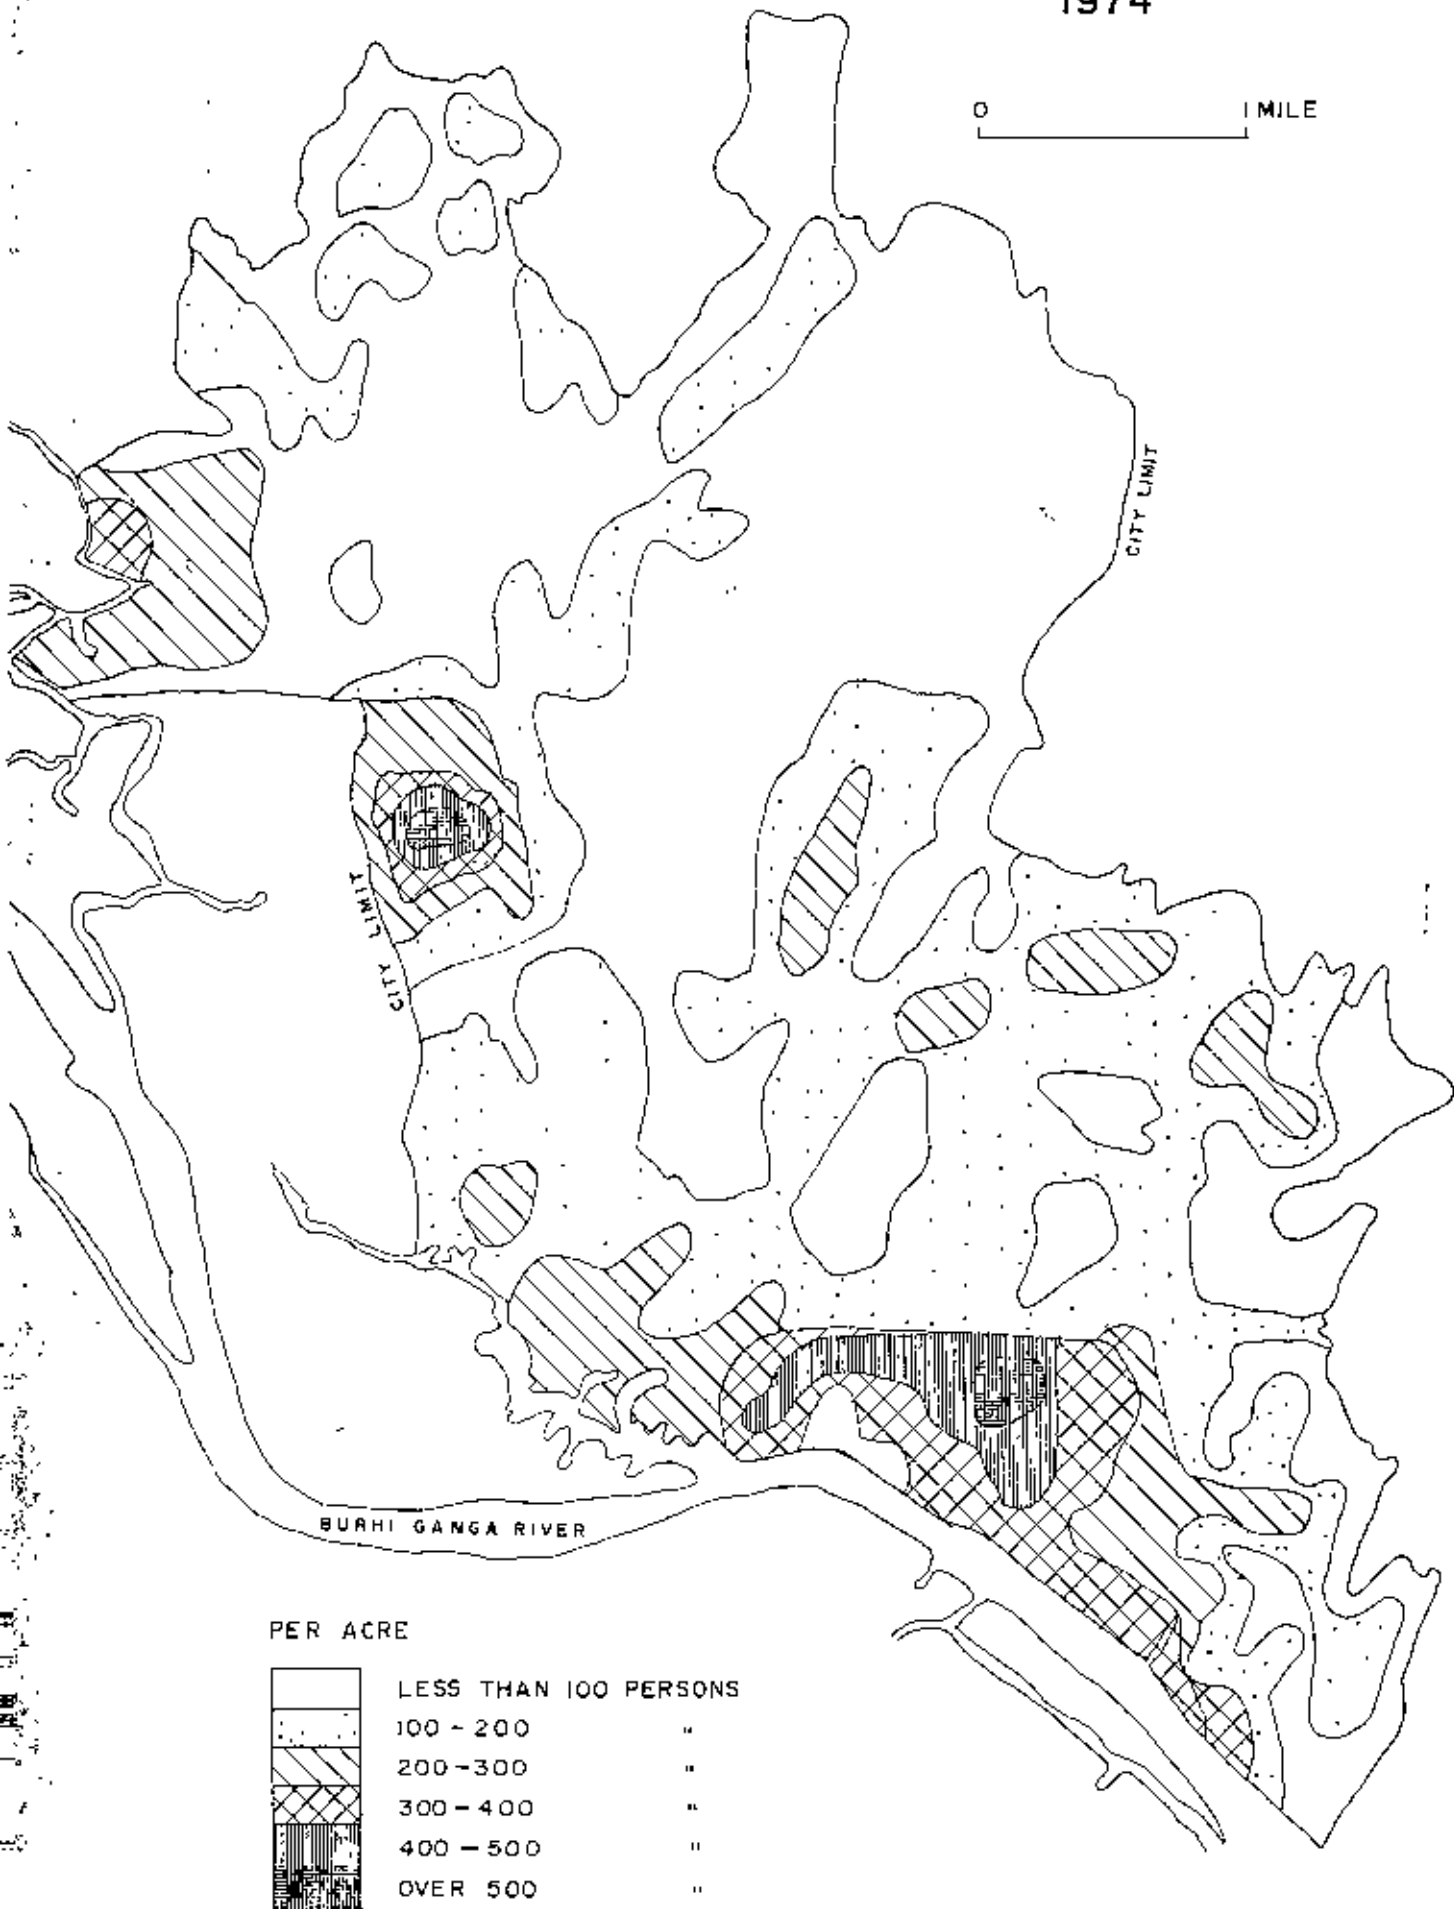 1974
0 1 MILE
CITY LIMIT
CITY LIMIT
BURHI GANGA RIVER
PER ACRE
LESS THAN 100 PERSONS
100 - 200 "
200 - 300 "
300 - 400 "
400 - 500 "
OVER 500 "